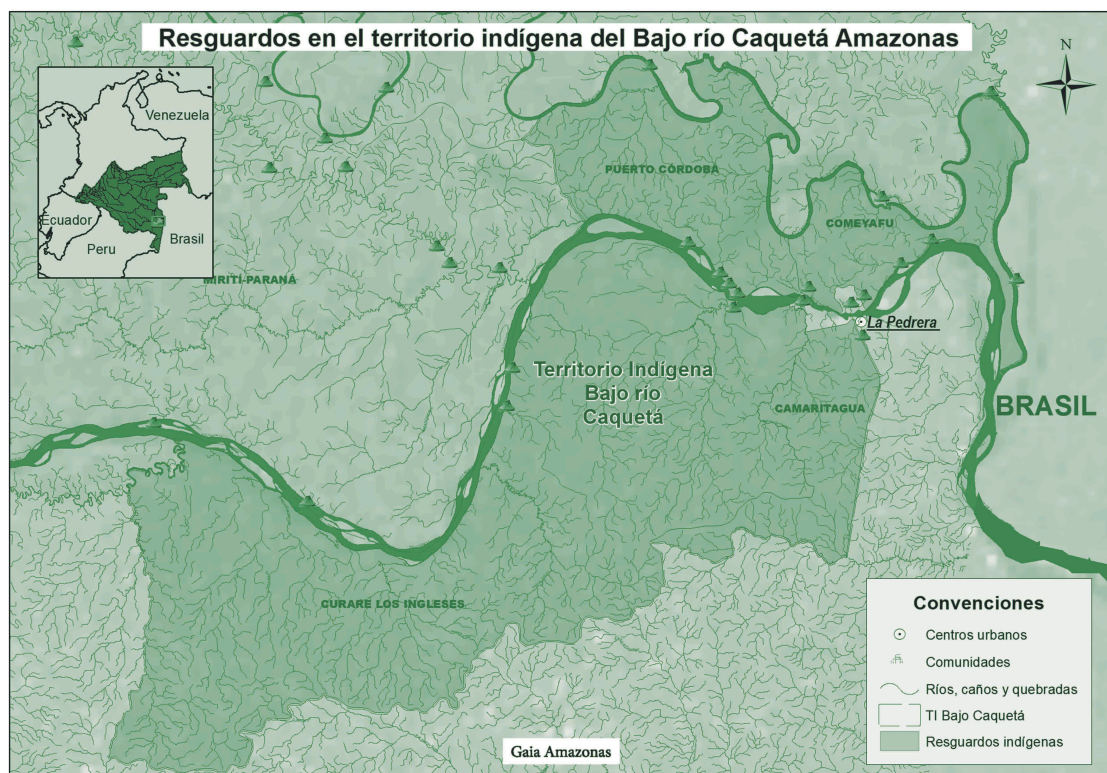 Resguardos en el territorio indígena del Bajo río Caquetá Amazonas
N
Venezuela
Ecuador
Peru
Brasil
PUERTO CÓRDOBA
COMEYAFU
MIRITÍ-PARANÁ
La Pedrera
Territorio Indígena
Bajo río
Caquetá
CAMARITAGUA
BRASIL
CURARE LOS INGLESES
Convenciones
Centros urbanos
Comunidades
Ríos, caños y quebradas
TI Bajo Caquetá
Resguardos indígenas
Gaia Amazonas